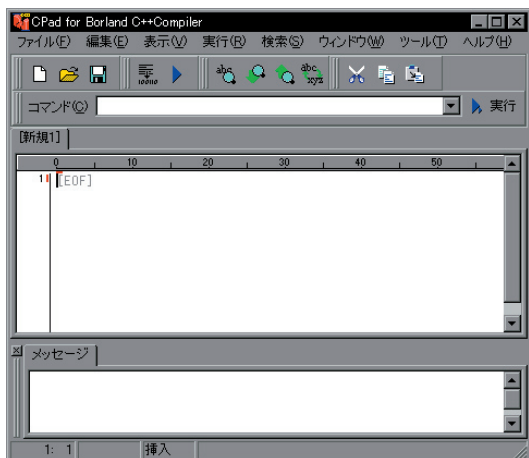 CPad for Borland C++Compiler
ファイル(F) 編集(E) 表示(V) 実行(R) 検索(S) ウィンドウ(W) ツール(T) ヘルプ(H)
コマンド(C) 実行
[新規1]
0 10 20 30 40 50
1 [EOF]
メッセージ
1: 1 挿入